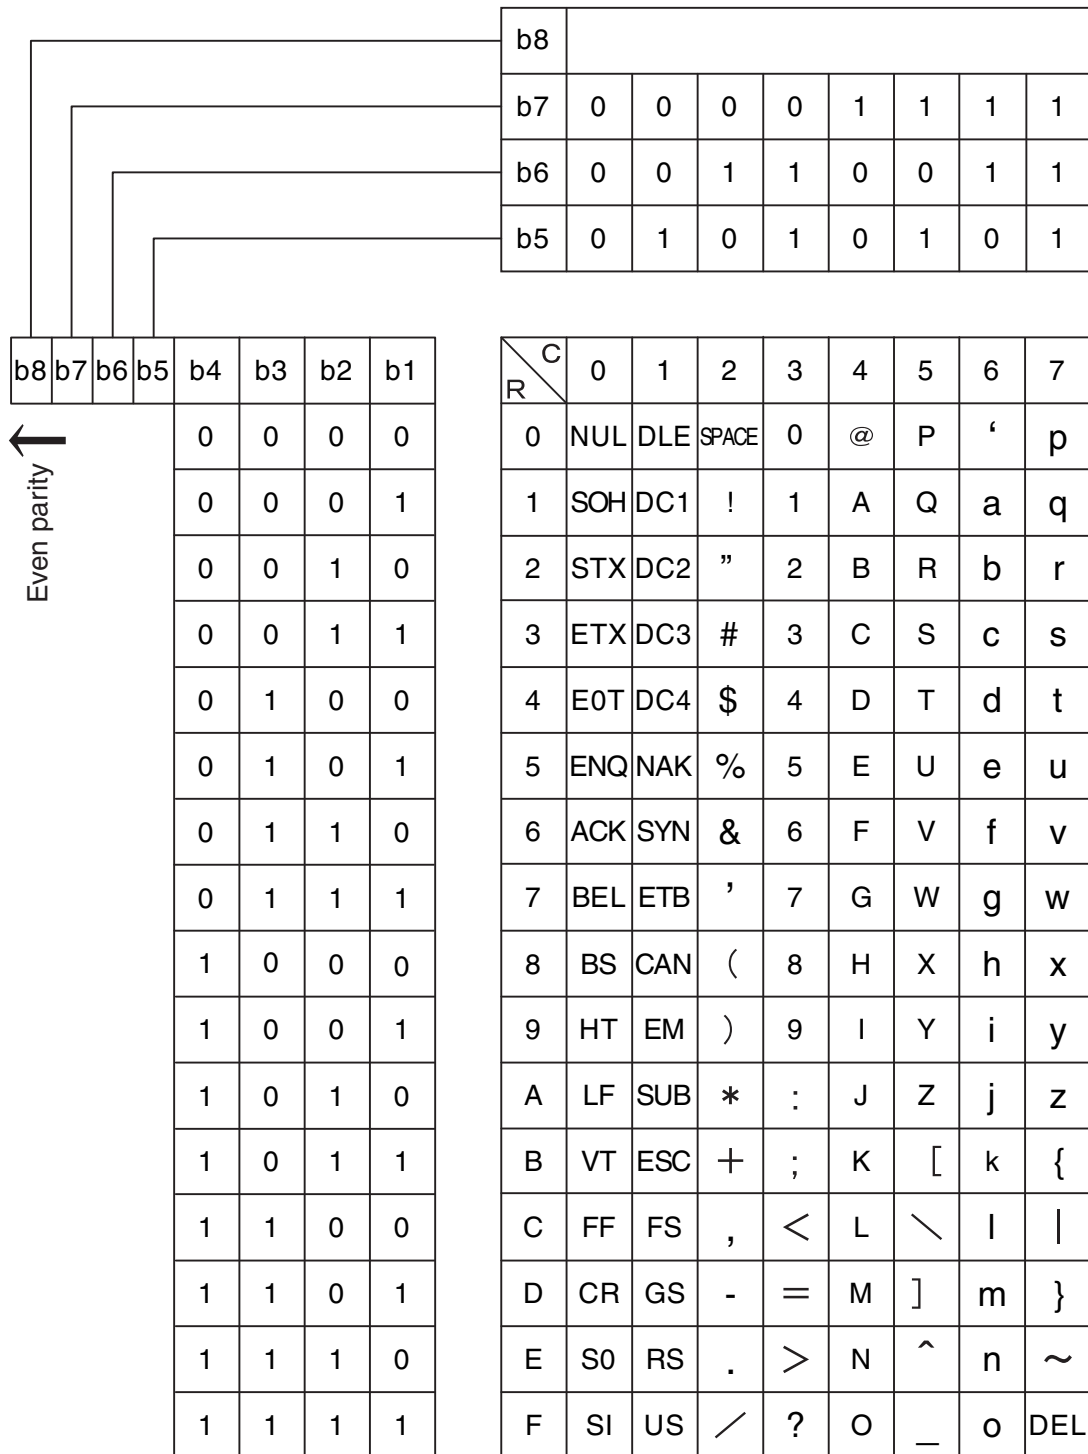 b8
b7 0 0 0 0 1 1 1 1
b6 0 0 1 1 0 0 1 1
b5 0 1 0 1 0 1 0 1
b8 b7 b6 b5 b4 b3 b2 b1 R C 0 1 2 3 4 5 6 7
0 0 0 0 0 NUL DLE SPACE 0 @ P ‘ p
0 0 0 1 1 SOH DC1 ! 1 A Q a q
Even parity
0 0 1 0 2 STX DC2 ” 2 B R b r
0 0 1 1 3 ETX DC3 # 3 C S c s
0 1 0 0 4 E0T DC4 $ 4 D T d t
0 1 0 1 5 ENQ NAK % 5 E U e u
0 1 1 0 6 ACK SYN & 6 F V f v
0 1 1 1 7 BEL ETB ’ 7 G W g w
1 0 0 0 8 BS CAN ( 8 H X h x
1 0 0 1 9 HT EM ) 9 I Y i y
1 0 1 0 A LF SUB * : J Z j z
1 0 1 1 B VT ESC + ; K [ k {
1 1 0 0 C FF FS , < L \ l |
1 1 0 1 D CR GS - = M ] m }
1 1 1 0 E S0 RS . > N ^ n ~
1 1 1 1 F SI US / ? O _ o DEL